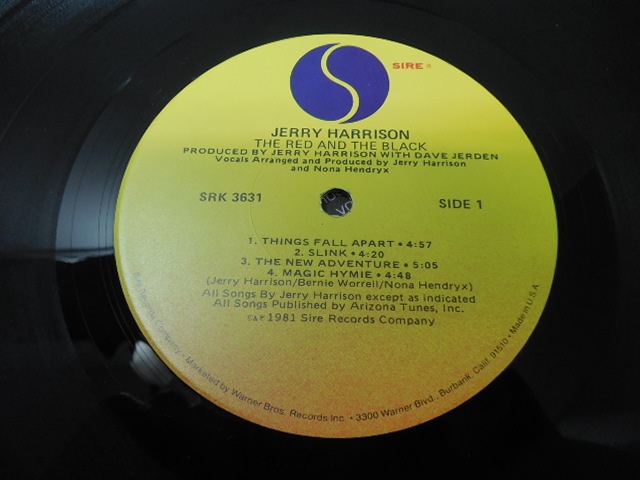 SIRE®
JERRY HARRISON
THE RED AND THE BLACK
PRODUCED BY JERRY HARRISON WITH DAVE JERDEN
Vocals Arranged and Produced by Jerry Harrison
and Nona Hendryx
SRK 3631
SIDE 1
1. THINGS FALL APART • 4:57
2. SLINK • 4:20
3. THE NEW ADVENTURE • 5:05
4. MAGIC HYMIE • 4:48
(Jerry Harrison/Bernie Worrell/Nona Hendryx)
All Songs By Jerry Harrison except as indicated
All Songs Published by Arizona Tunes, Inc.
©&℗ 1981 Sire Records Company
Sire Records Company • Marketed by Warner Bros. Records Inc. • 3300 Warner Blvd., Burbank, Calif. 91510 • Made in U.S.A.